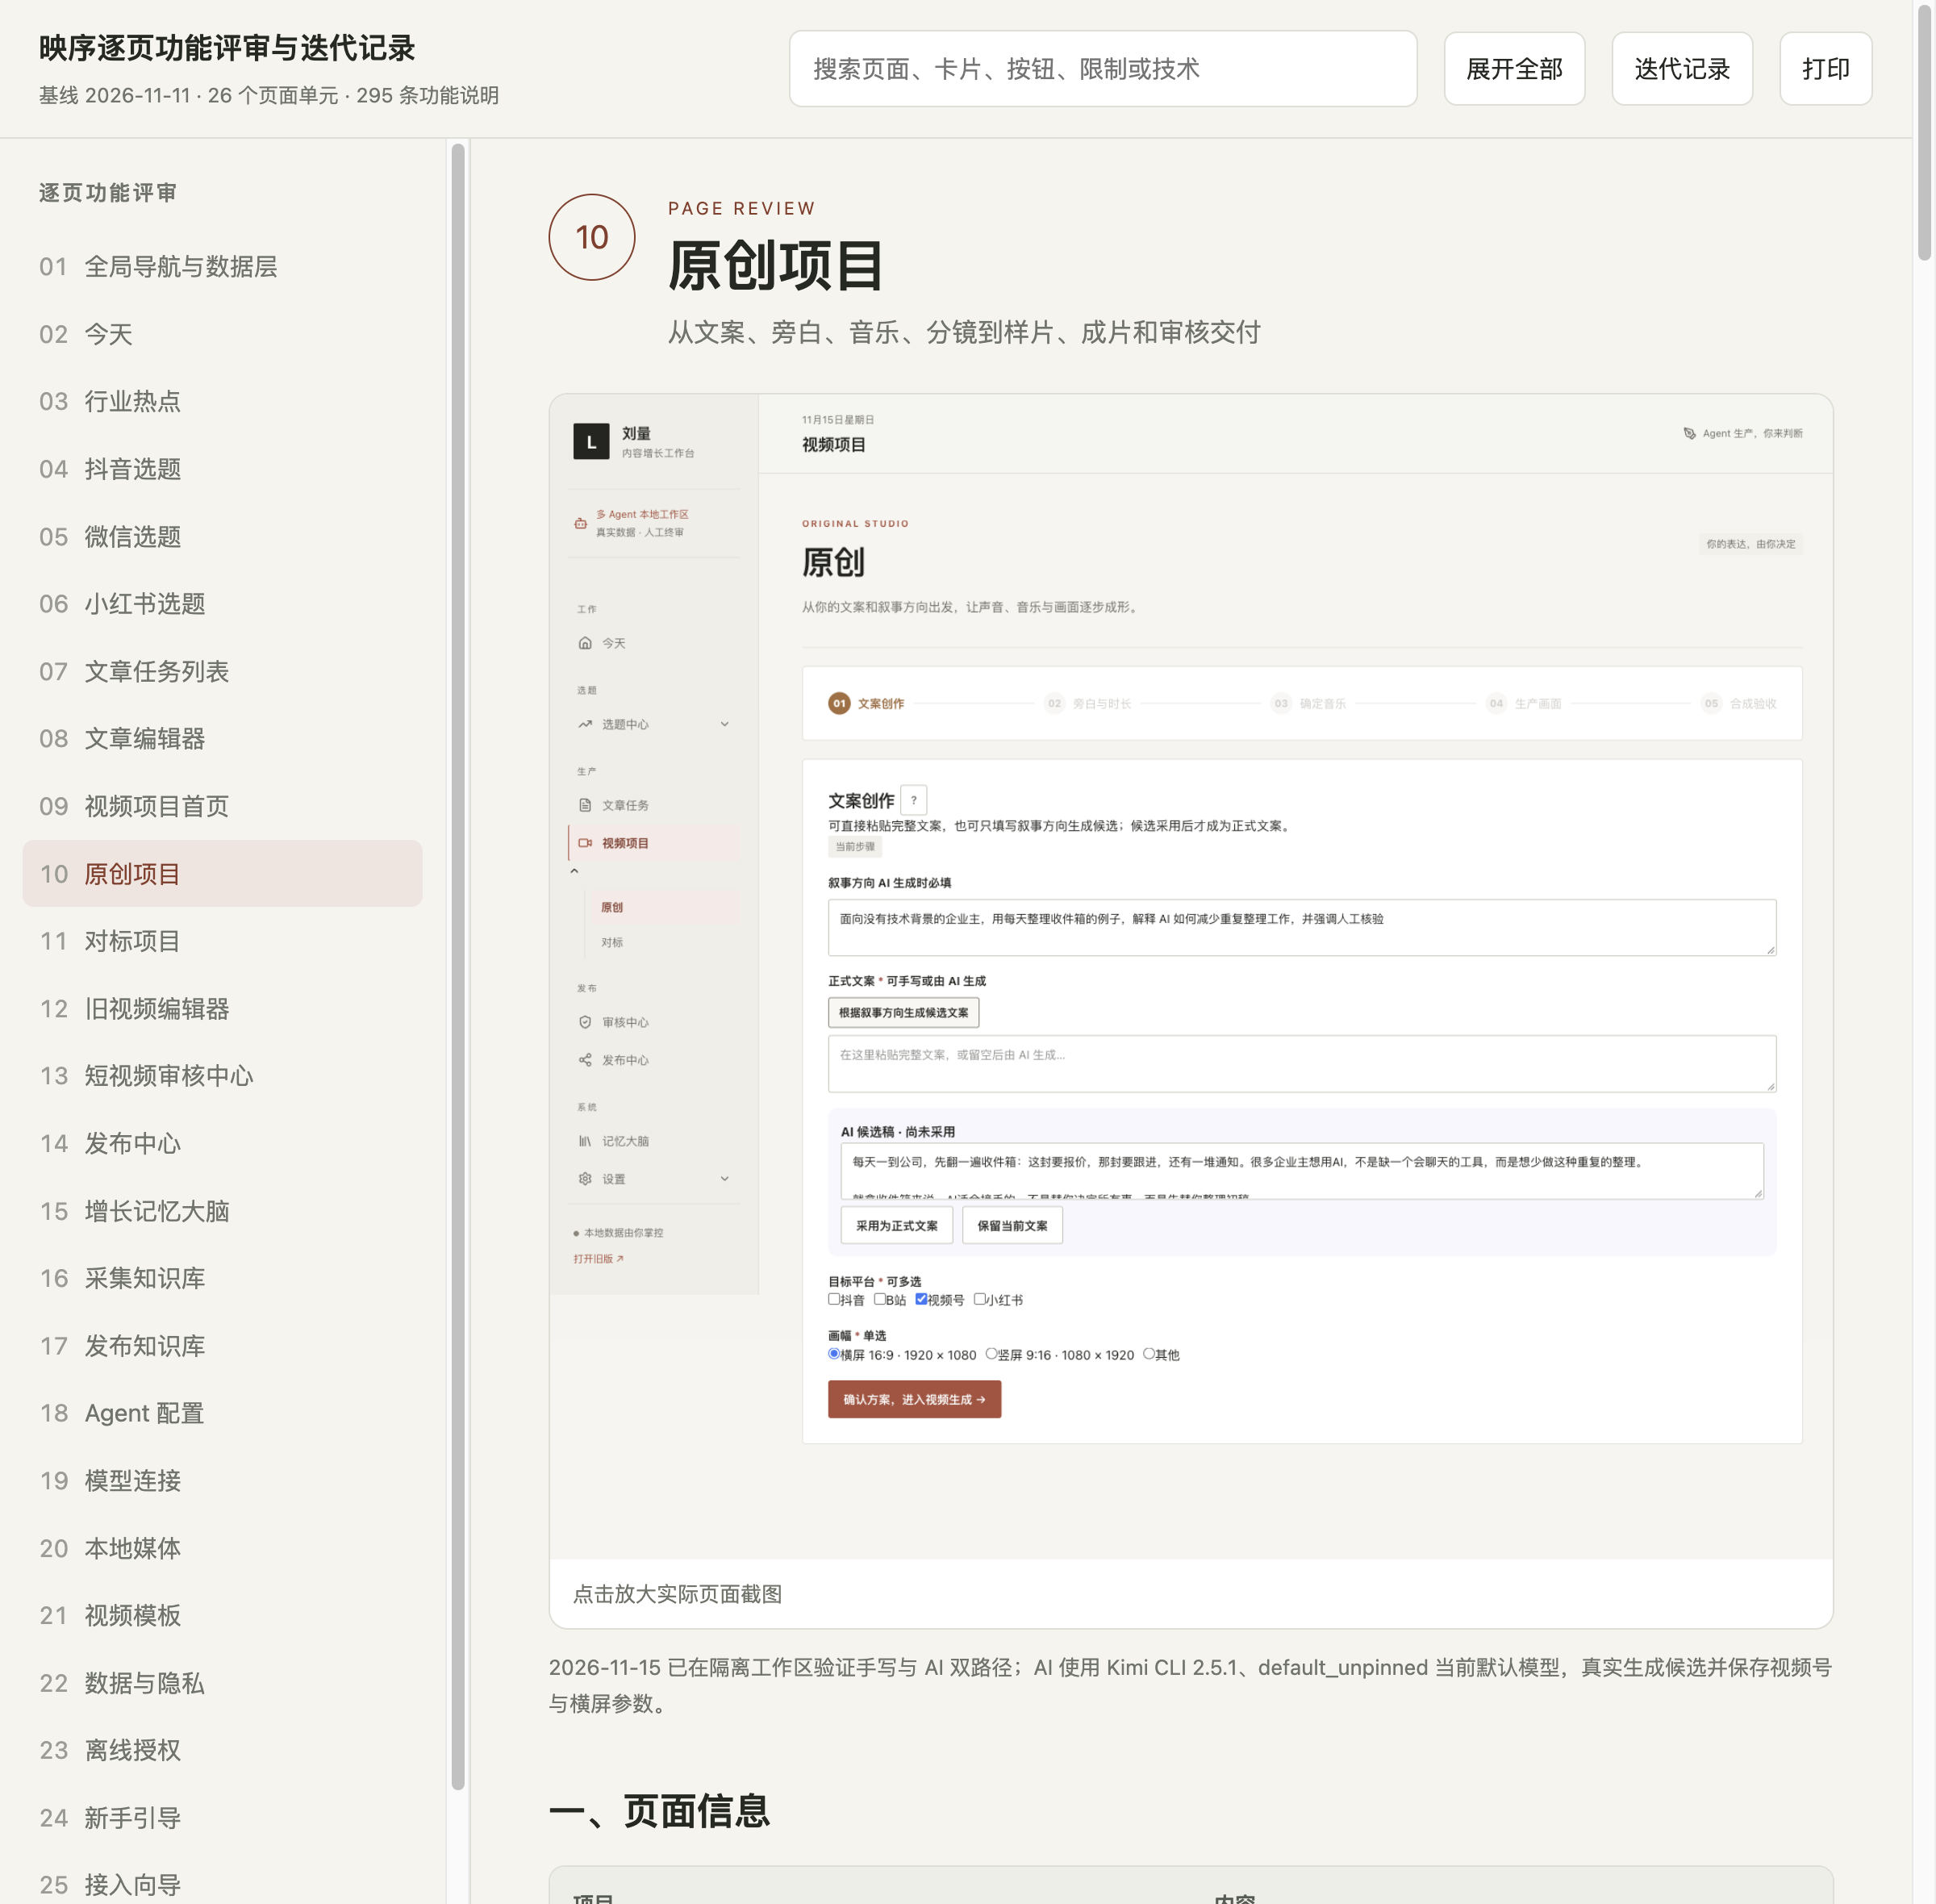 映序逐页功能评审与迭代记录
基线 2026-11-11 · 26 个页面单元 · 295 条功能说明
搜索页面、卡片、按钮、限制或技术
展开全部
迭代记录
打印
逐页功能评审
01 全局导航与数据层
02 今天
03 行业热点
04 抖音选题
05 微信选题
06 小红书选题
07 文章任务列表
08 文章编辑器
09 视频项目首页
10 原创项目
11 对标项目
12 旧视频编辑器
13 短视频审核中心
14 发布中心
15 增长记忆大脑
16 采集知识库
17 发布知识库
18 Agent 配置
19 模型连接
20 本地媒体
21 视频模板
22 数据与隐私
23 离线授权
24 新手引导
25 接入向导
10
PAGE REVIEW
原创项目
从文案、旁白、音乐、分镜到样片、成片和审核交付
L
刘量
内容增长工作台
多 Agent 本地工作区
真实数据 · 人工终审
工作
今天
选题
选题中心
生产
文章任务
视频项目
原创
对标
发布
审核中心
发布中心
系统
记忆大脑
设置
本地数据由你掌控
打开旧版 ↗
11月15日星期日
视频项目
Agent 生产，你来判断
ORIGINAL STUDIO
原创
你的表达，由你决定
从你的文案和叙事方向出发，让声音、音乐与画面逐步成形。
01 文案创作
02 旁白与时长
03 确定音乐
04 生产画面
05 合成验收
文案创作 ?
可直接粘贴完整文案，也可只填写叙事方向生成候选；候选采用后才成为正式文案。
当前步骤
叙事方向 AI 生成时必填
面向没有技术背景的企业主，用每天整理收件箱的例子，解释 AI 如何减少重复整理工作，并强调人工核验
正式文案 * 可手写或由 AI 生成
根据叙事方向生成候选文案
在这里粘贴完整文案，或留空后由 AI 生成...
AI 候选稿 · 尚未采用
每天一到公司，先翻一遍收件箱：这封要报价，那封要跟进，还有一堆通知。很多企业主想用AI，不是缺一个会聊天的工具，而是想少做这种重复的整理。
采用为正式文案
保留当前文案
目标平台 * 可多选
抖音 B站 视频号 小红书
画幅 * 单选
横屏 16:9 · 1920 × 1080 竖屏 9:16 · 1080 × 1920 其他
确认方案，进入视频生成 →
点击放大实际页面截图
2026-11-15 已在隔离工作区验证手写与 AI 双路径；AI 使用 Kimi CLI 2.5.1、default_unpinned 当前默认模型，真实生成候选并保存视频号
与横屏参数。
一、页面信息
项目
内容